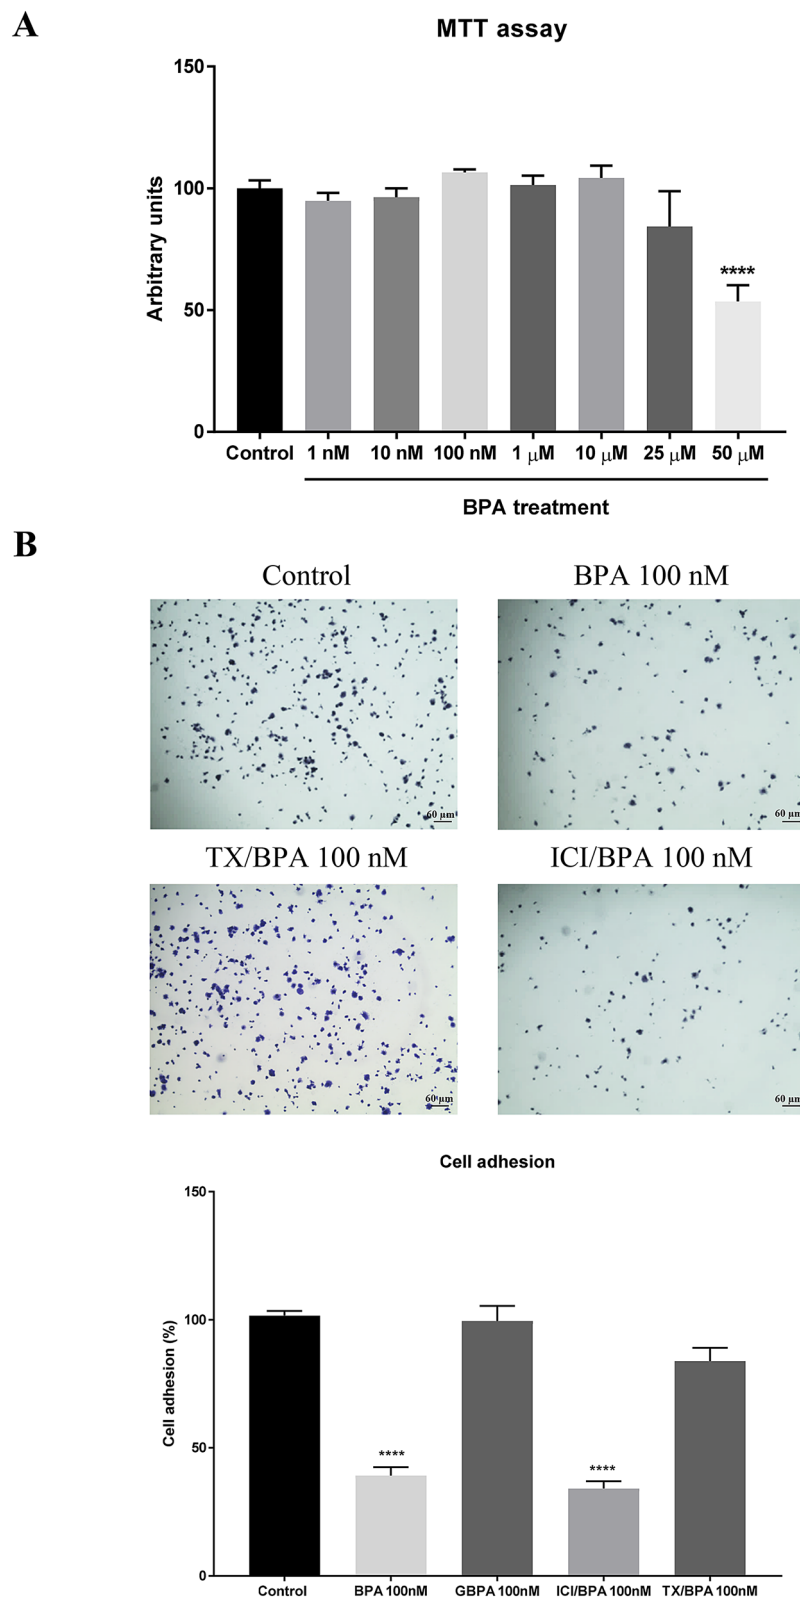 A
MTT assay
150
100
50
0
Arbitrary units
****
Control 1 nM 10 nM 100 nM 1 μM 10 μM 25 μM 50 μM
BPA treatment
B
Control BPA 100 nM
60 μm 60 μm
TX/BPA 100 nM ICI/BPA 100 nM
60 μm 60 μm
Cell adhesion
150
100
50
0
Cell adhesion (%)
**** ****
Control BPA 100nM GBPA 100nM ICI/BPA 100nM TX/BPA 100nM